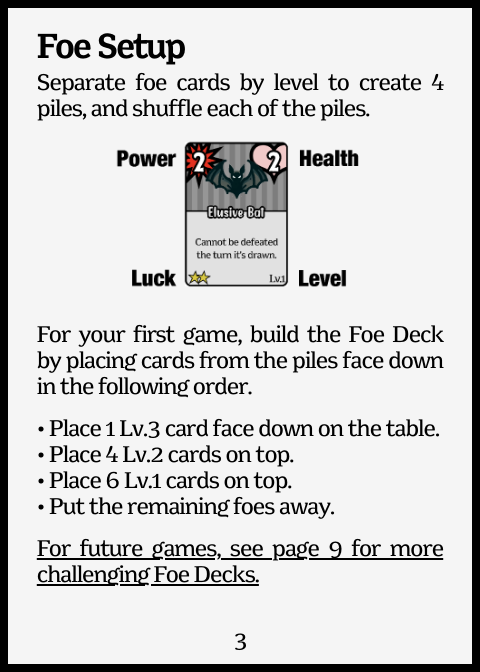 Foe Setup
Separate foe cards by level to create 4
piles, and shuffle each of the piles.
Power
2
2
Health
Elusive Bat
Cannot be defeated
the turn it's drawn.
Luck
Lv.1
Level
For your first game, build the Foe Deck
by placing cards from the piles face down
in the following order.
• Place 1 Lv.3 card face down on the table.
• Place 4 Lv.2 cards on top.
• Place 6 Lv.1 cards on top.
• Put the remaining foes away.
For future games, see page 9 for more
challenging Foe Decks.
3